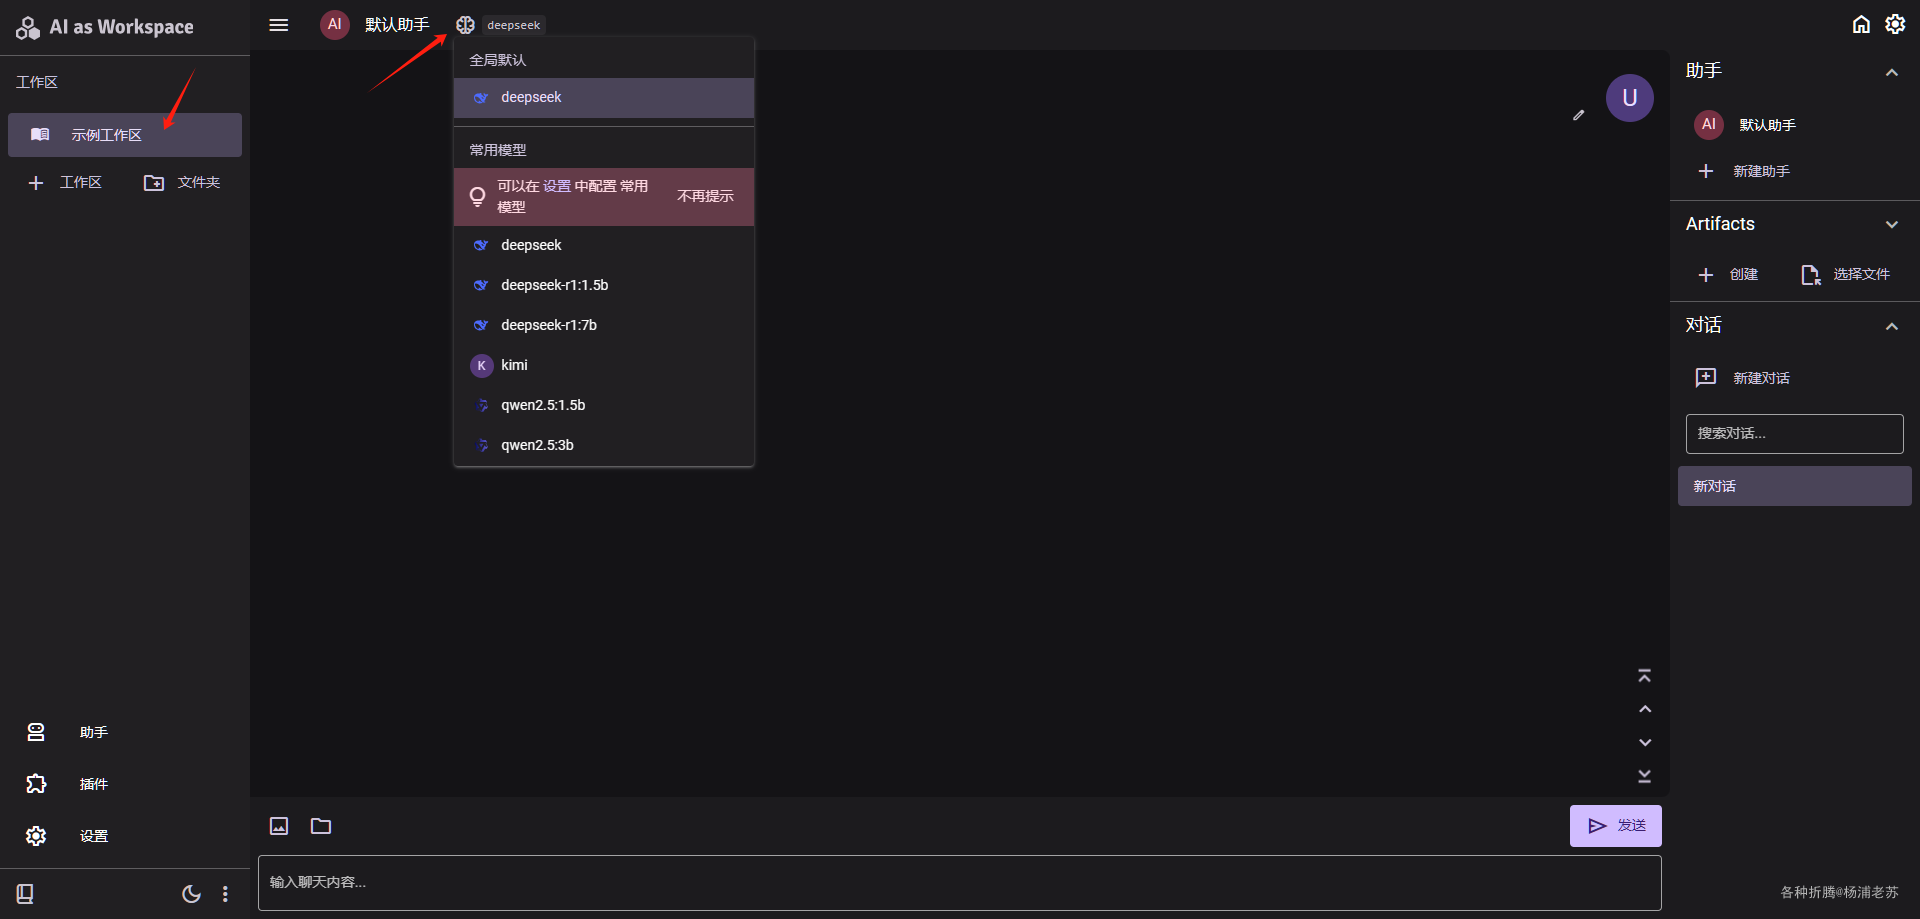 AI as Workspace
工作区
示例工作区
工作区
文件夹
助手
插件
设置
AI
默认助手
deepseek
全局默认
deepseek
常用模型
可以在 设置 中配置 常用
模型
不再提示
deepseek
deepseek-r1:1.5b
deepseek-r1:7b
K
kimi
qwen2.5:1.5b
qwen2.5:3b
U
发送
输入聊天内容...
助手
AI
默认助手
新建助手
Artifacts
创建
选择文件
对话
新建对话
搜索对话...
新对话
各种折腾@杨浦老苏